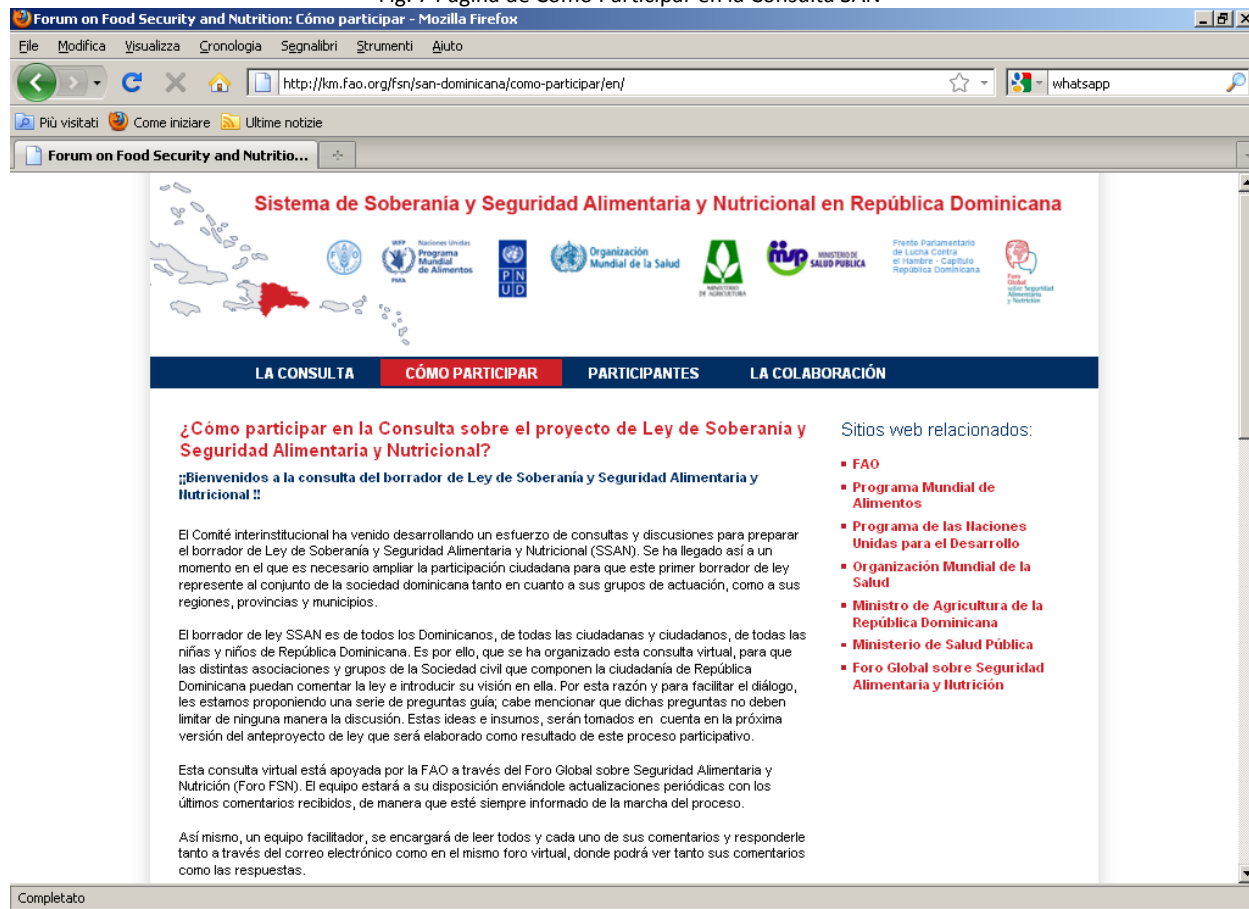 Fig. 7 Página de Cómo Participar en la Consulta SAN
Forum on Food Security and Nutrition: Cómo participar - Mozilla Firefox
File Modifica Visualizza Cronologia Segnalibri Strumenti Aiuto
http://km.fao.org/fsn/san-dominicana/como-participar/en/
whatsapp
Più visitati Come iniziare Ultime notizie
Forum on Food Security and Nutritio...
Sistema de Soberanía y Seguridad Alimentaria y Nutricional en República Dominicana
WFP
PMA
Naciones Unidas
Programa
Mundial
de Alimentos
P N
U D
Organización
Mundial de la Salud
MINISTERIO
DE AGRICULTURA
msp
MINISTERIO DE
SALUD PUBLICA
Frente Parlamentario
de Lucha Contra
el Hambre - Capítulo
República Dominicana
Foro
Global
sobre Seguridad
Alimentaria
y Nutrición
LA CONSULTA CÓMO PARTICIPAR PARTICIPANTES LA COLABORACIÓN
¿Cómo participar en la Consulta sobre el proyecto de Ley de Soberanía y
Seguridad Alimentaria y Nutricional?
¡¡Bienvenidos a la consulta del borrador de Ley de Soberanía y Seguridad Alimentaria y
Nutricional !!
El Comité interinstitucional ha venido desarrollando un esfuerzo de consultas y discusiones para preparar
el borrador de Ley de Soberanía y Seguridad Alimentaria y Nutricional (SSAN). Se ha llegado así a un
momento en el que es necesario ampliar la participación ciudadana para que este primer borrador de ley
represente al conjunto de la sociedad dominicana tanto en cuanto a sus grupos de actuación, como a sus
regiones, provincias y municipios.
El borrador de ley SSAN es de todos los Dominicanos, de todas las ciudadanas y ciudadanos, de todas las
niñas y niños de República Dominicana. Es por ello, que se ha organizado esta consulta virtual, para que
las distintas asociaciones y grupos de la Sociedad civil que componen la ciudadanía de República
Dominicana puedan comentar la ley e introducir su visión en ella. Por esta razón y para facilitar el diálogo,
les estamos proponiendo una serie de preguntas guía; cabe mencionar que dichas preguntas no deben
limitar de ninguna manera la discusión. Estas ideas e insumos, serán tomados en cuenta en la próxima
versión del anteproyecto de ley que será elaborado como resultado de este proceso participativo.
Esta consulta virtual está apoyada por la FAO a través del Foro Global sobre Seguridad Alimentaria y
Nutrición (Foro FSN). El equipo estará a su disposición enviándole actualizaciones periódicas con los
últimos comentarios recibidos, de manera que esté siempre informado de la marcha del proceso.
Así mismo, un equipo facilitador, se encargará de leer todos y cada uno de sus comentarios y responderle
tanto a través del correo electrónico como en el mismo foro virtual, donde podrá ver tanto sus comentarios
como las respuestas.
Sitios web relacionados:
FAO
Programa Mundial de
Alimentos
Programa de las Naciones
Unidas para el Desarrollo
Organización Mundial de la
Salud
Ministro de Agricultura de la
República Dominicana
Ministerio de Salud Pública
Foro Global sobre Seguridad
Alimentaria y Nutrición
Completato